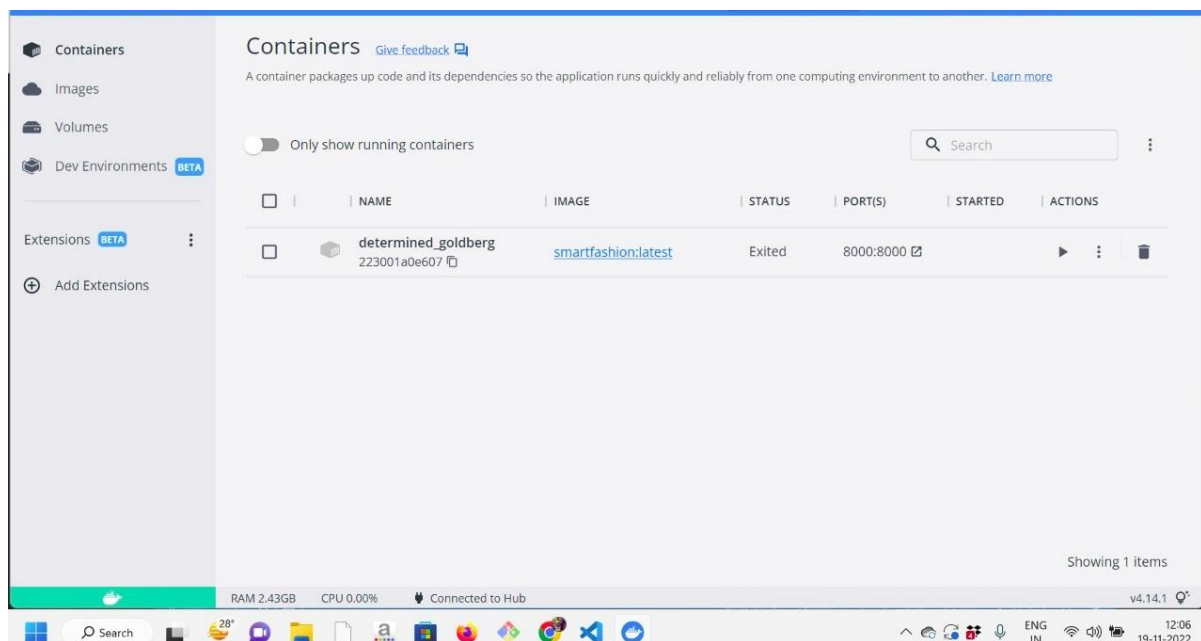 Containers
Images
Volumes
Dev Environments BETA
Extensions BETA
Add Extensions
Containers Give feedback
A container packages up code and its dependencies so the application runs quickly and reliably from one computing environment to another. Learn more
Only show running containers
Search
NAME IMAGE STATUS PORT(S) STARTED ACTIONS
determined_goldberg
223001a0e607
smartfashion:latest Exited 8000:8000
Showing 1 items
RAM 2.43GB CPU 0.00% Connected to Hub v4.14.1
Search 28° a ENG 12:06
IN 19-11-2022